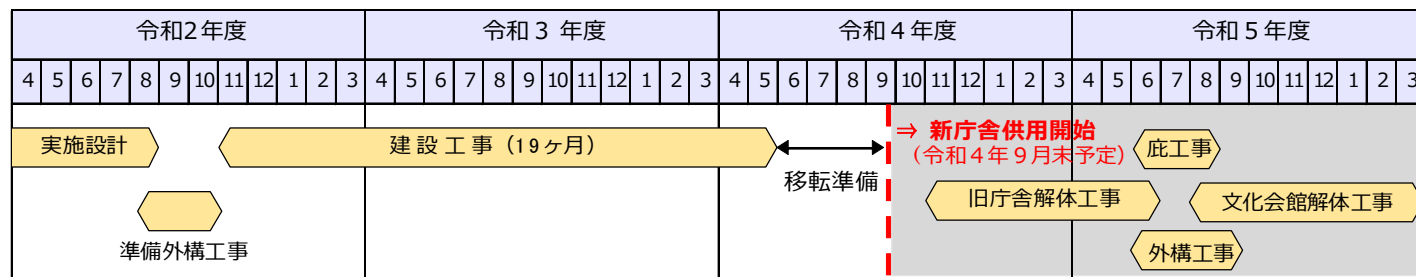 令和2年度 令和3年度 令和4年度 令和5年度
4 5 6 7 8 9 10 11 12 1 2 3 4 5 6 7 8 9 10 11 12 1 2 3 4 5 6 7 8 9 10 11 12 1 2 3 4 5 6 7 8 9 10 11 12 1 2 3
実施設計
建設工事（19ヶ月）
移転準備
⇒ 新庁舎供用開始
（令和４年９月末予定）
庇工事
準備外構工事
旧庁舎解体工事
文化会館解体工事
外構工事